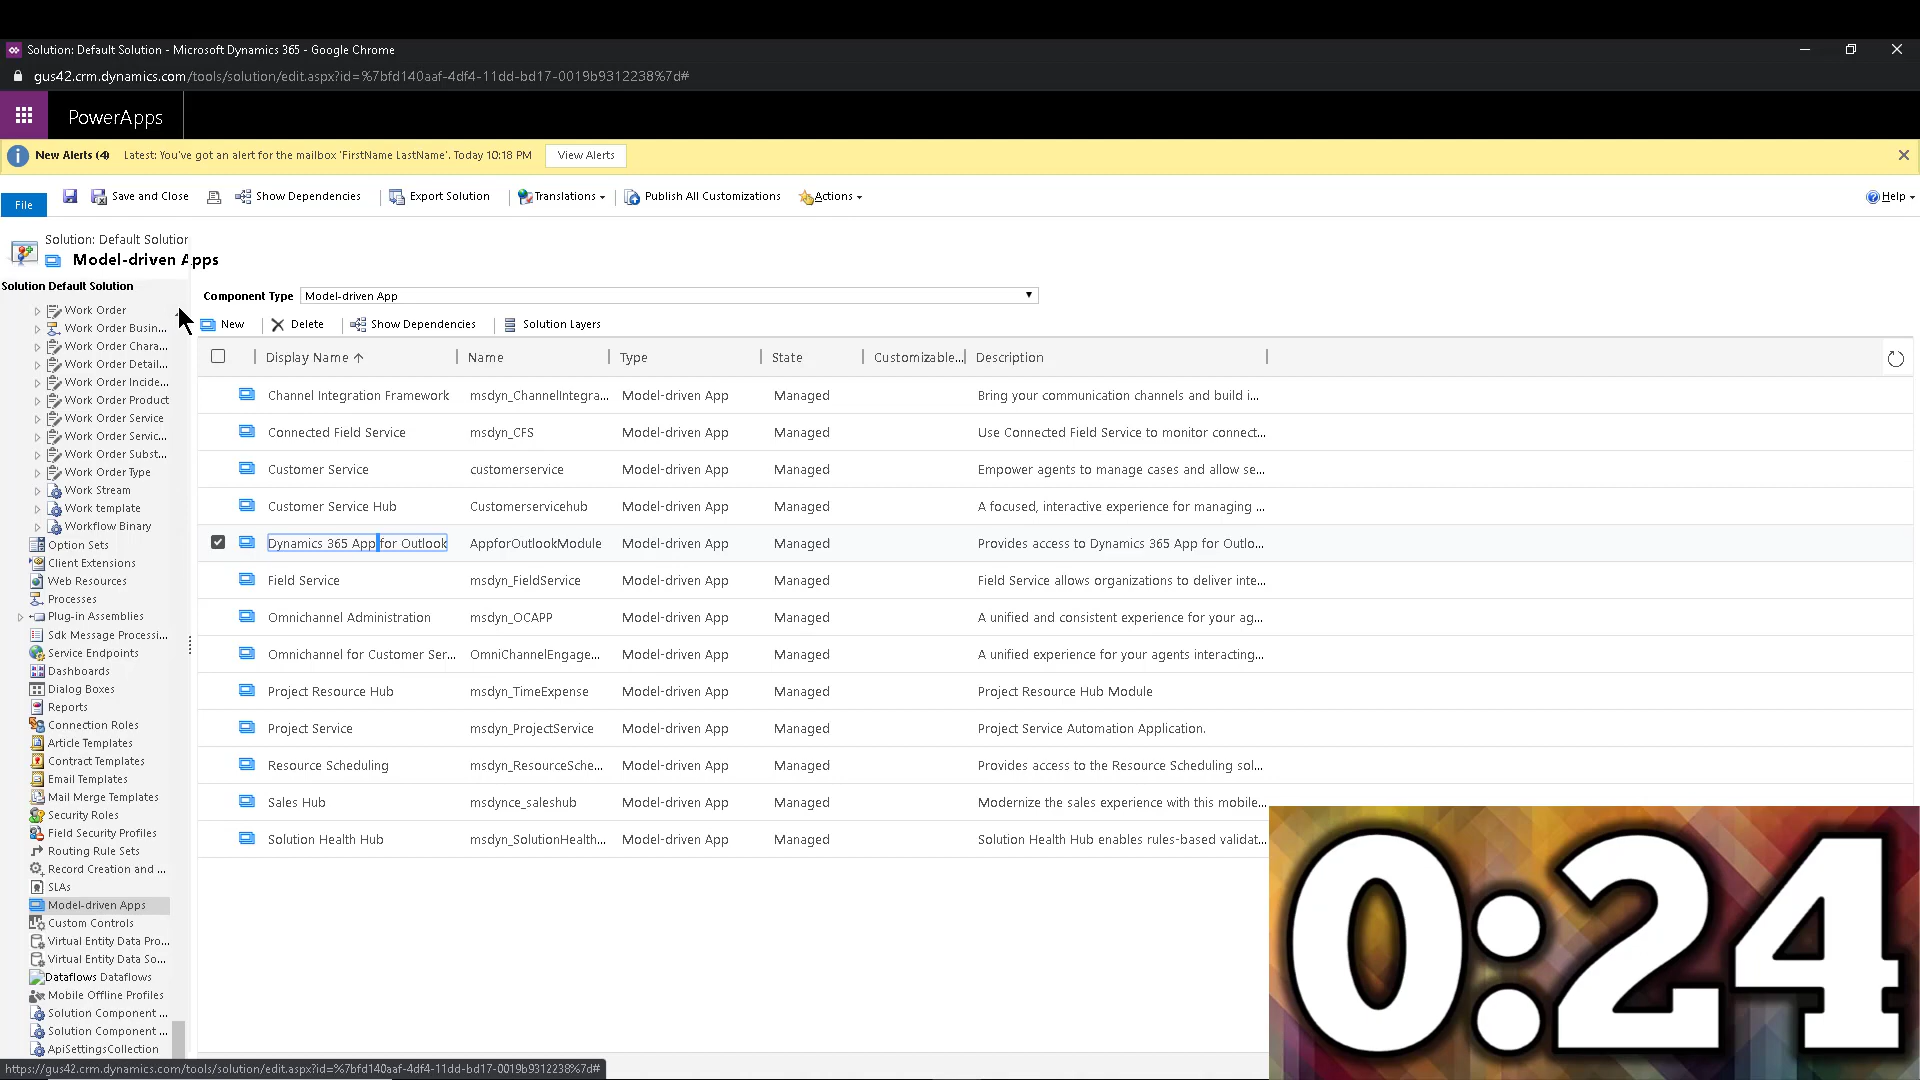 Solution: Default Solution - Microsoft Dynamics 365 - Google Chrome
gus42.crm.dynamics.com/tools/solution/edit.aspx?id=%7bfd140aaf-4df4-11dd-bd17-0019b9312238%7d#
PowerApps
New Alerts (4) Latest: You've got an alert for the mailbox 'FirstName LastName'. Today 10:18 PM View Alerts
File Save and Close Show Dependencies Export Solution Translations Publish All Customizations Actions Help
Solution: Default Solution
Model-driven Apps
Solution Default Solution
Work Order
Work Order Busin...
Work Order Chara...
Work Order Detail...
Work Order Incide...
Work Order Product
Work Order Service
Work Order Servic...
Work Order Subst...
Work Order Type
Work Stream
Work template
Workflow Binary
Option Sets
Client Extensions
Web Resources
Processes
Plug-in Assemblies
Sdk Message Processi...
Service Endpoints
Dashboards
Dialog Boxes
Reports
Connection Roles
Article Templates
Contract Templates
Email Templates
Mail Merge Templates
Security Roles
Field Security Profiles
Routing Rule Sets
Record Creation and ...
SLAs
Model-driven Apps
Custom Controls
Virtual Entity Data Pro...
Virtual Entity Data So...
Dataflows Dataflows
Mobile Offline Profiles
Solution Component ...
Solution Component ...
ApiSettingsCollection
Component Type Model-driven App
New Delete Show Dependencies Solution Layers
Display Name Name Type State Customizable... Description
Channel Integration Framework msdyn_ChannelIntegra... Model-driven App Managed Bring your communication channels and build i...
Connected Field Service msdyn_CFS Model-driven App Managed Use Connected Field Service to monitor connect...
Customer Service customerservice Model-driven App Managed Empower agents to manage cases and allow se...
Customer Service Hub Customerservicehub Model-driven App Managed A focused, interactive experience for managing ...
Dynamics 365 App for Outlook AppforOutlookModule Model-driven App Managed Provides access to Dynamics 365 App for Outlo...
Field Service msdyn_FieldService Model-driven App Managed Field Service allows organizations to deliver inte...
Omnichannel Administration msdyn_OCAPP Model-driven App Managed A unified and consistent experience for your ag...
Omnichannel for Customer Ser... OmniChannelEngage... Model-driven App Managed A unified experience for your agents interacting...
Project Resource Hub msdyn_TimeExpense Model-driven App Managed Project Resource Hub Module
Project Service msdyn_ProjectService Model-driven App Managed Project Service Automation Application.
Resource Scheduling msdyn_ResourceSche... Model-driven App Managed Provides access to the Resource Scheduling sol...
Sales Hub msdynce_saleshub Model-driven App Managed Modernize the sales experience with this mobile...
Solution Health Hub msdyn_SolutionHealth... Model-driven App Managed Solution Health Hub enables rules-based validat...
0:24
https://gus42.crm.dynamics.com/tools/solution/edit.aspx?id=%7bfd140aaf-4df4-11dd-bd17-0019b9312238%7d#